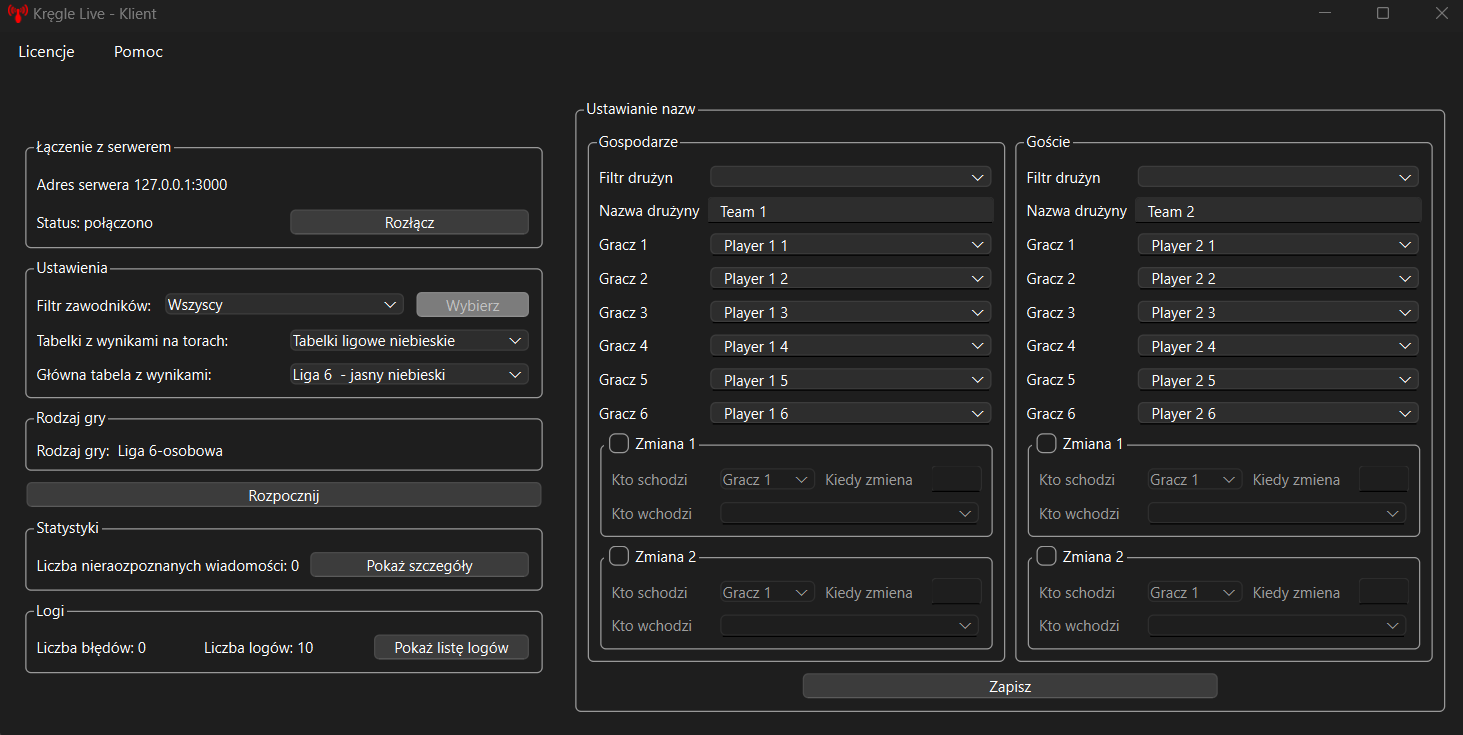 Kręgle Live - Klient
Licencje Pomoc
Łączenie z serwerem
Adres serwera 127.0.0.1:3000
Status: połączono Rozłącz
Ustawienia
Filtr zawodników: Wszyscy Wybierz
Tabelki z wynikami na torach: Tabelki ligowe niebieskie
Główna tabela z wynikami: Liga 6 - jasny niebieski
Rodzaj gry
Rodzaj gry: Liga 6-osobowa
Rozpocznij
Statystyki
Liczba nieraozpoznanych wiadomości: 0 Pokaż szczegóły
Logi
Liczba błędów: 0 Liczba logów: 10 Pokaż listę logów
Ustawianie nazw
Gospodarze
Filtr drużyn
Nazwa drużyny Team 1
Gracz 1 Player 1 1
Gracz 2 Player 1 2
Gracz 3 Player 1 3
Gracz 4 Player 1 4
Gracz 5 Player 1 5
Gracz 6 Player 1 6
Zmiana 1
Kto schodzi Gracz 1 Kiedy zmiana
Kto wchodzi
Zmiana 2
Kto schodzi Gracz 1 Kiedy zmiana
Kto wchodzi
Goście
Filtr drużyn
Nazwa drużyny Team 2
Gracz 1 Player 2 1
Gracz 2 Player 2 2
Gracz 3 Player 2 3
Gracz 4 Player 2 4
Gracz 5 Player 2 5
Gracz 6 Player 2 6
Zmiana 1
Kto schodzi Gracz 1 Kiedy zmiana
Kto wchodzi
Zmiana 2
Kto schodzi Gracz 1 Kiedy zmiana
Kto wchodzi
Zapisz